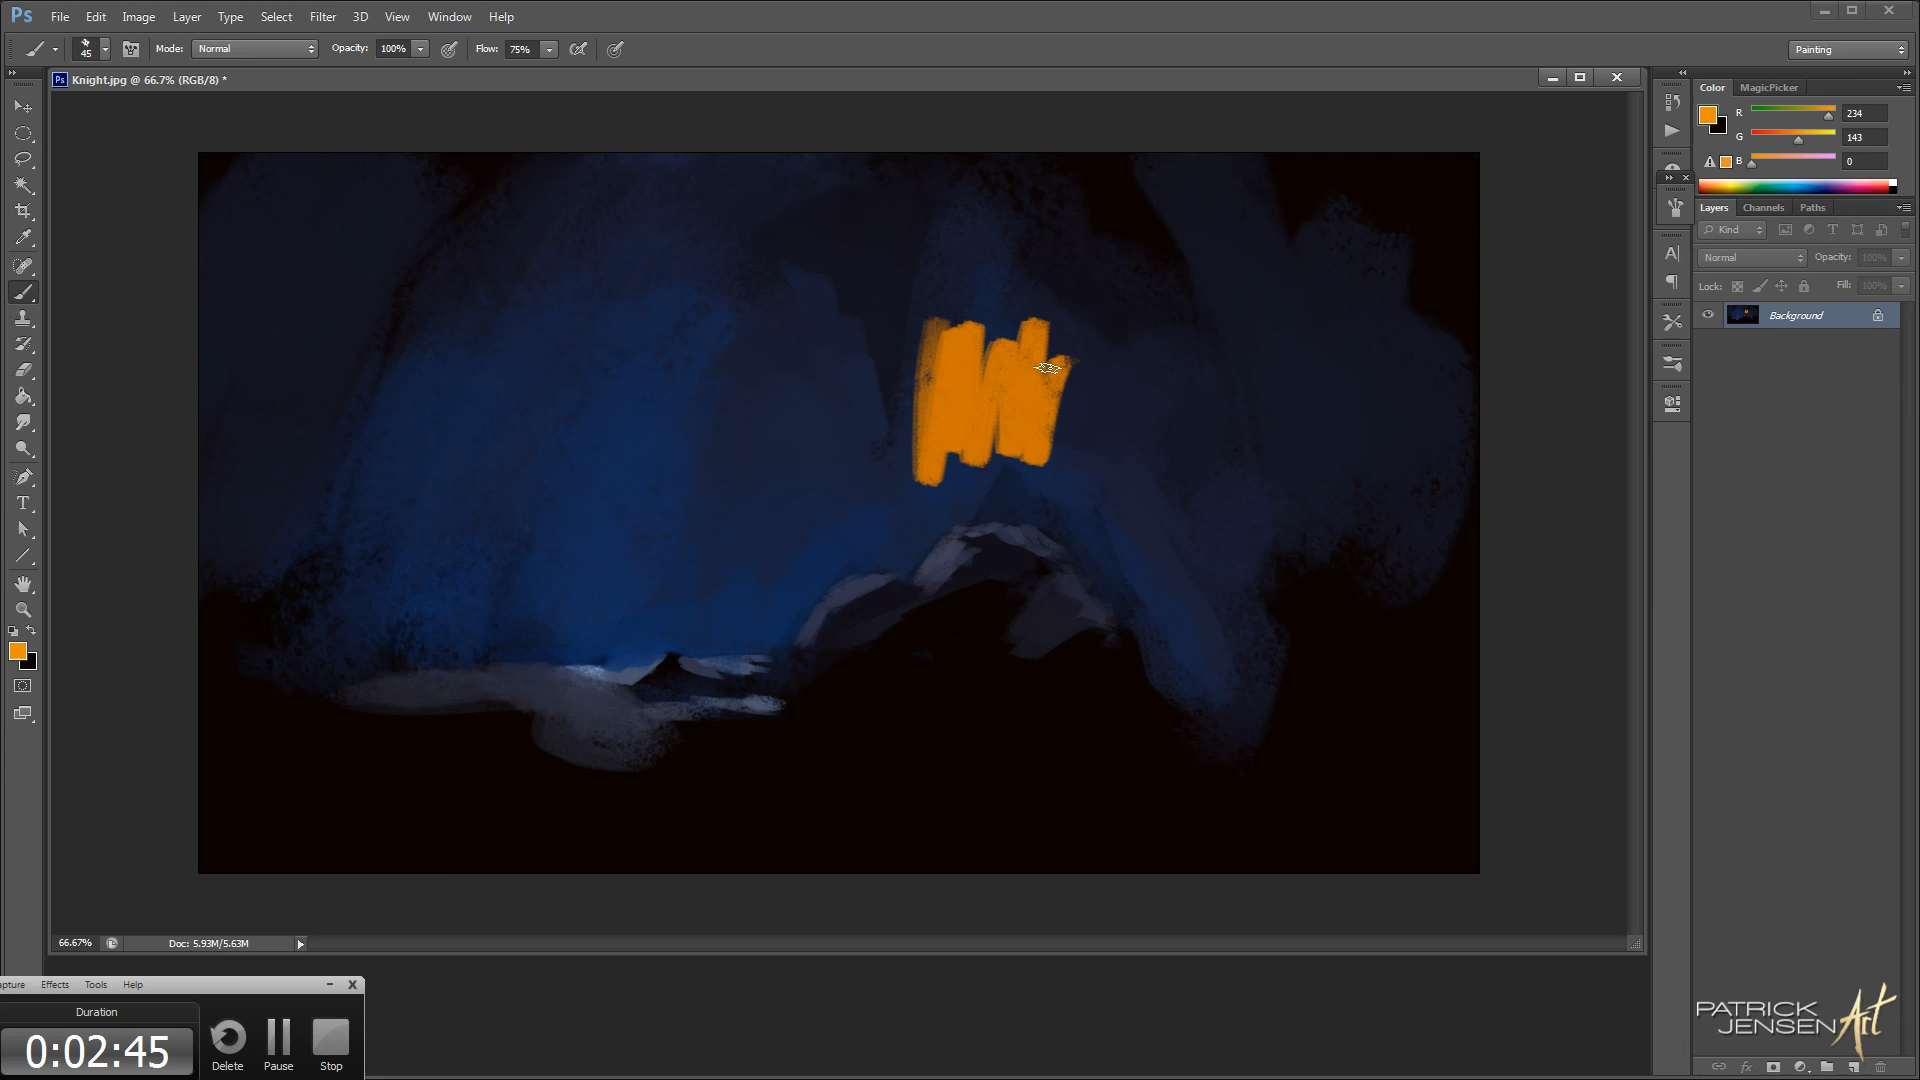 Ps File Edit Image Layer Type Select Filter 3D View Window Help
45 Mode: Normal Opacity: 100% Flow: 75% Painting
Ps Knight.jpg @ 66.7% (RGB/8) *
Color MagicPicker
R 234
G 143
B 0
Layers Channels Paths
Kind
Normal Opacity: 100%
Lock: Fill: 100%
Background
66.67% Doc: 5.93M/5.63M
apture Effects Tools Help
Duration
0:02:45
Delete Pause Stop
PATRICK
JENSEN Art
fx